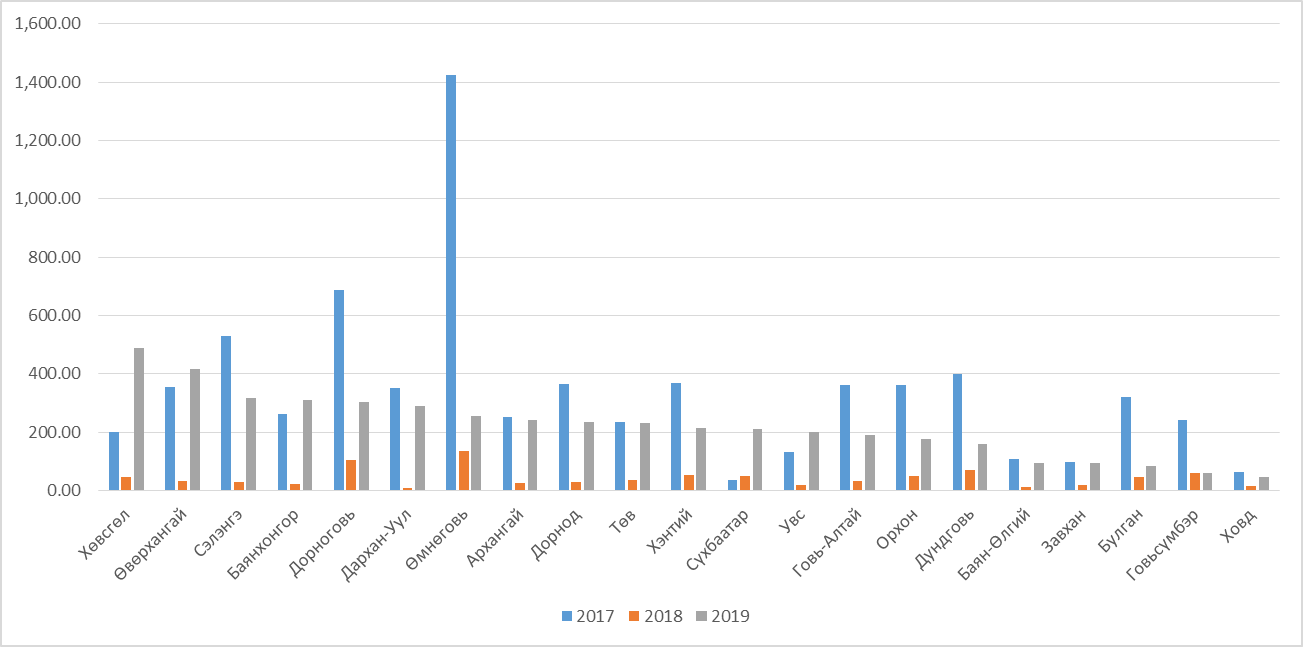 1,600.00
1,400.00
1,200.00
1,000.00
800.00
600.00
400.00
200.00
0.00
Хөвсгөл
Өвөрхангай
Сэлэнгэ
Баянхонгор
Дорноговь
Дархан-Уул
Өмнөговь
Архангай
Дорнод
Төв
Хэнтий
Сүхбаатар
Увс
Говь-Алтай
Орхон
Дундговь
Баян-Өлгий
Завхан
Булган
Говьсүмбэр
Ховд
2017 2018 2019